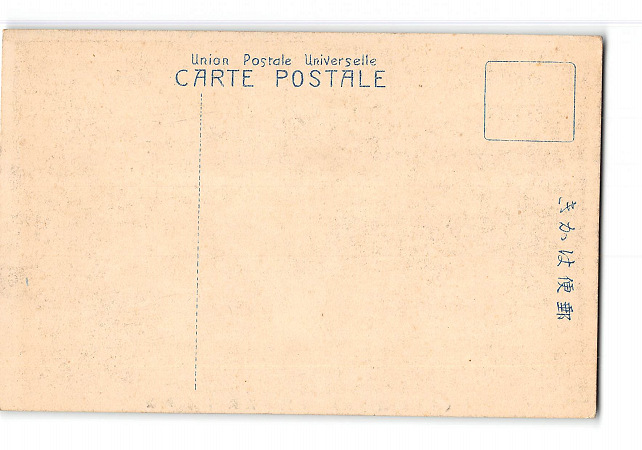 Union Postale Universelle
CARTE POSTALE
郵便はかき